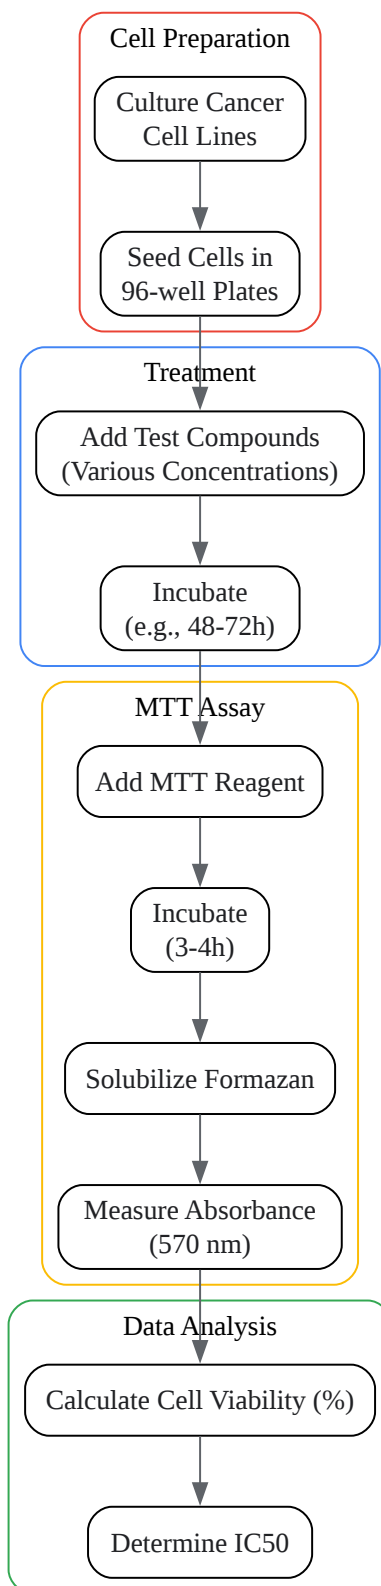 Cell Preparation
Culture Cancer
Cell Lines
Seed Cells in
96-well Plates
Treatment
Add Test Compounds
(Various Concentrations)
Incubate
(e.g., 48-72h)
MTT Assay
Add MTT Reagent
Incubate
(3-4h)
Solubilize Formazan
Measure Absorbance
(570 nm)
Data Analysis
Calculate Cell Viability (%)
Determine IC50